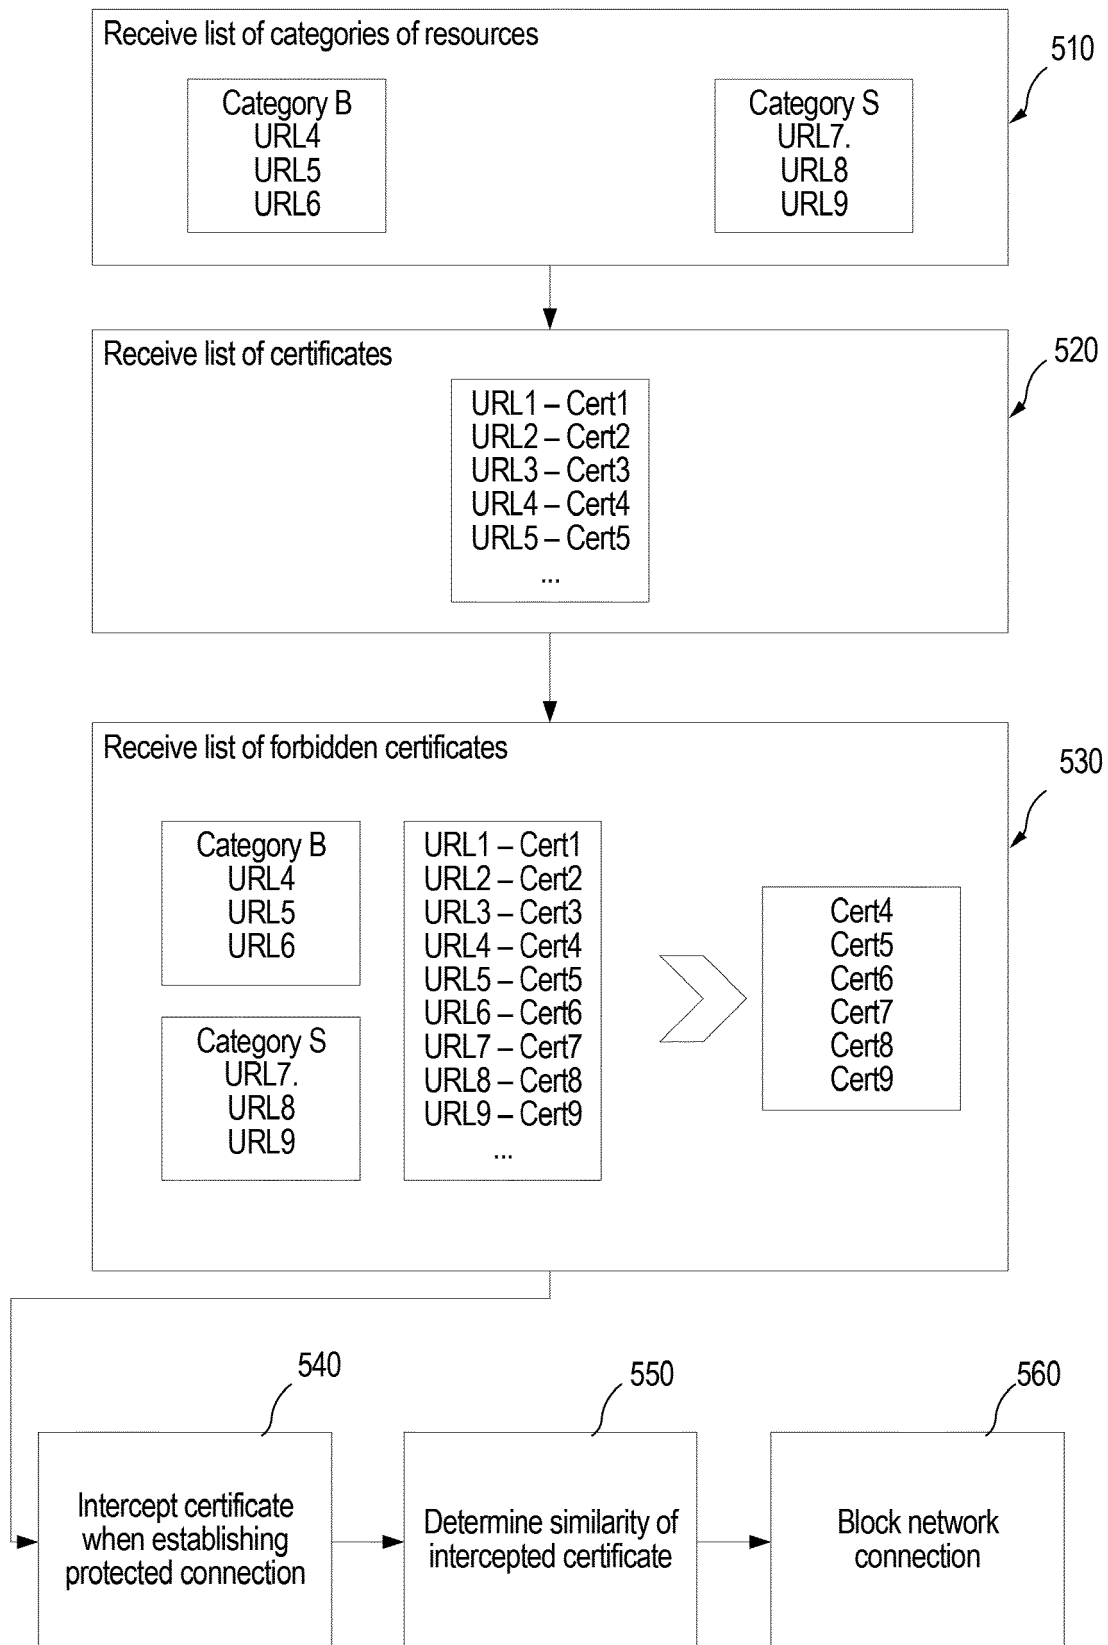 Receive list of categories of resources
510
Category B
URL4
URL5
URL6
Category S
URL7.
URL8
URL9
Receive list of certificates
520
URL1 – Cert1
URL2 – Cert2
URL3 – Cert3
URL4 – Cert4
URL5 – Cert5
...
Receive list of forbidden certificates
530
Category B
URL4
URL5
URL6
Category S
URL7.
URL8
URL9
URL1 – Cert1
URL2 – Cert2
URL3 – Cert3
URL4 – Cert4
URL5 – Cert5
URL6 – Cert6
URL7 – Cert7
URL8 – Cert8
URL9 – Cert9
...
Cert4
Cert5
Cert6
Cert7
Cert8
Cert9
540
Intercept certificate
when establishing
protected connection
550
Determine similarity of
intercepted certificate
560
Block network
connection